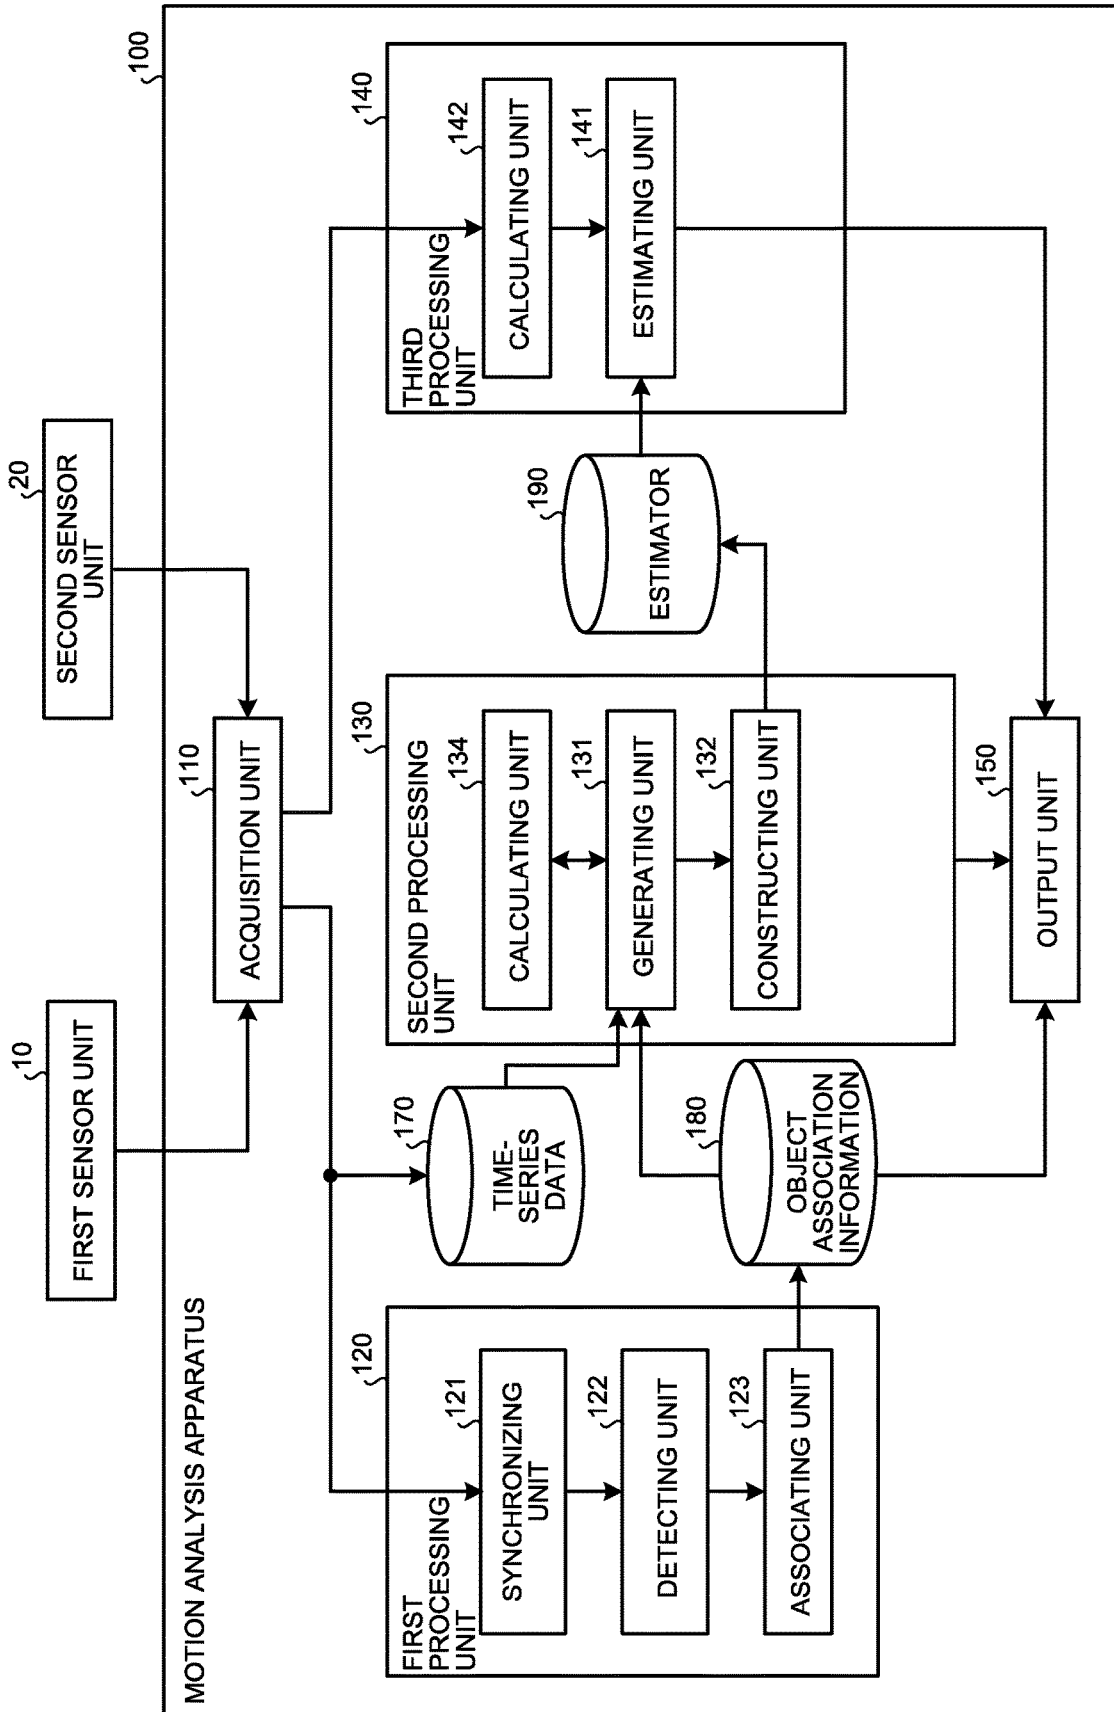 10
FIRST SENSOR UNIT
20
SECOND SENSOR
UNIT
MOTION ANALYSIS APPARATUS
100
110
ACQUISITION UNIT
120
FIRST
PROCESSING
UNIT
121
SYNCHRONIZING
UNIT
122
DETECTING UNIT
123
ASSOCIATING UNIT
170
TIME-
SERIES
DATA
180
OBJECT
ASSOCIATION
INFORMATION
130
SECOND PROCESSING
UNIT
134
CALCULATING UNIT
131
GENERATING UNIT
132
CONSTRUCTING UNIT
190
ESTIMATOR
140
THIRD
PROCESSING
UNIT
142
CALCULATING UNIT
141
ESTIMATING UNIT
150
OUTPUT UNIT